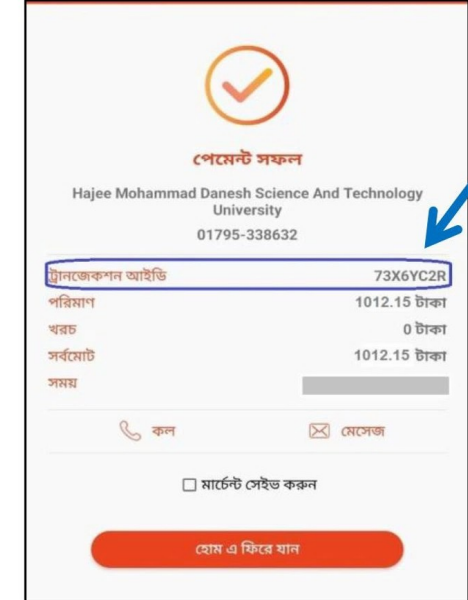 পেমেন্ট সফল
Hajee Mohammad Danesh Science And Technology
University
01795-338632
ট্রানজেকশন আইডি 73X6YC2R
পরিমাণ 1012.15 টাকা
খরচ 0 টাকা
সর্বমোট 1012.15 টাকা
সময়
কল মেসেজ
মার্চেন্ট সেইভ করুন
হোম এ ফিরে যান